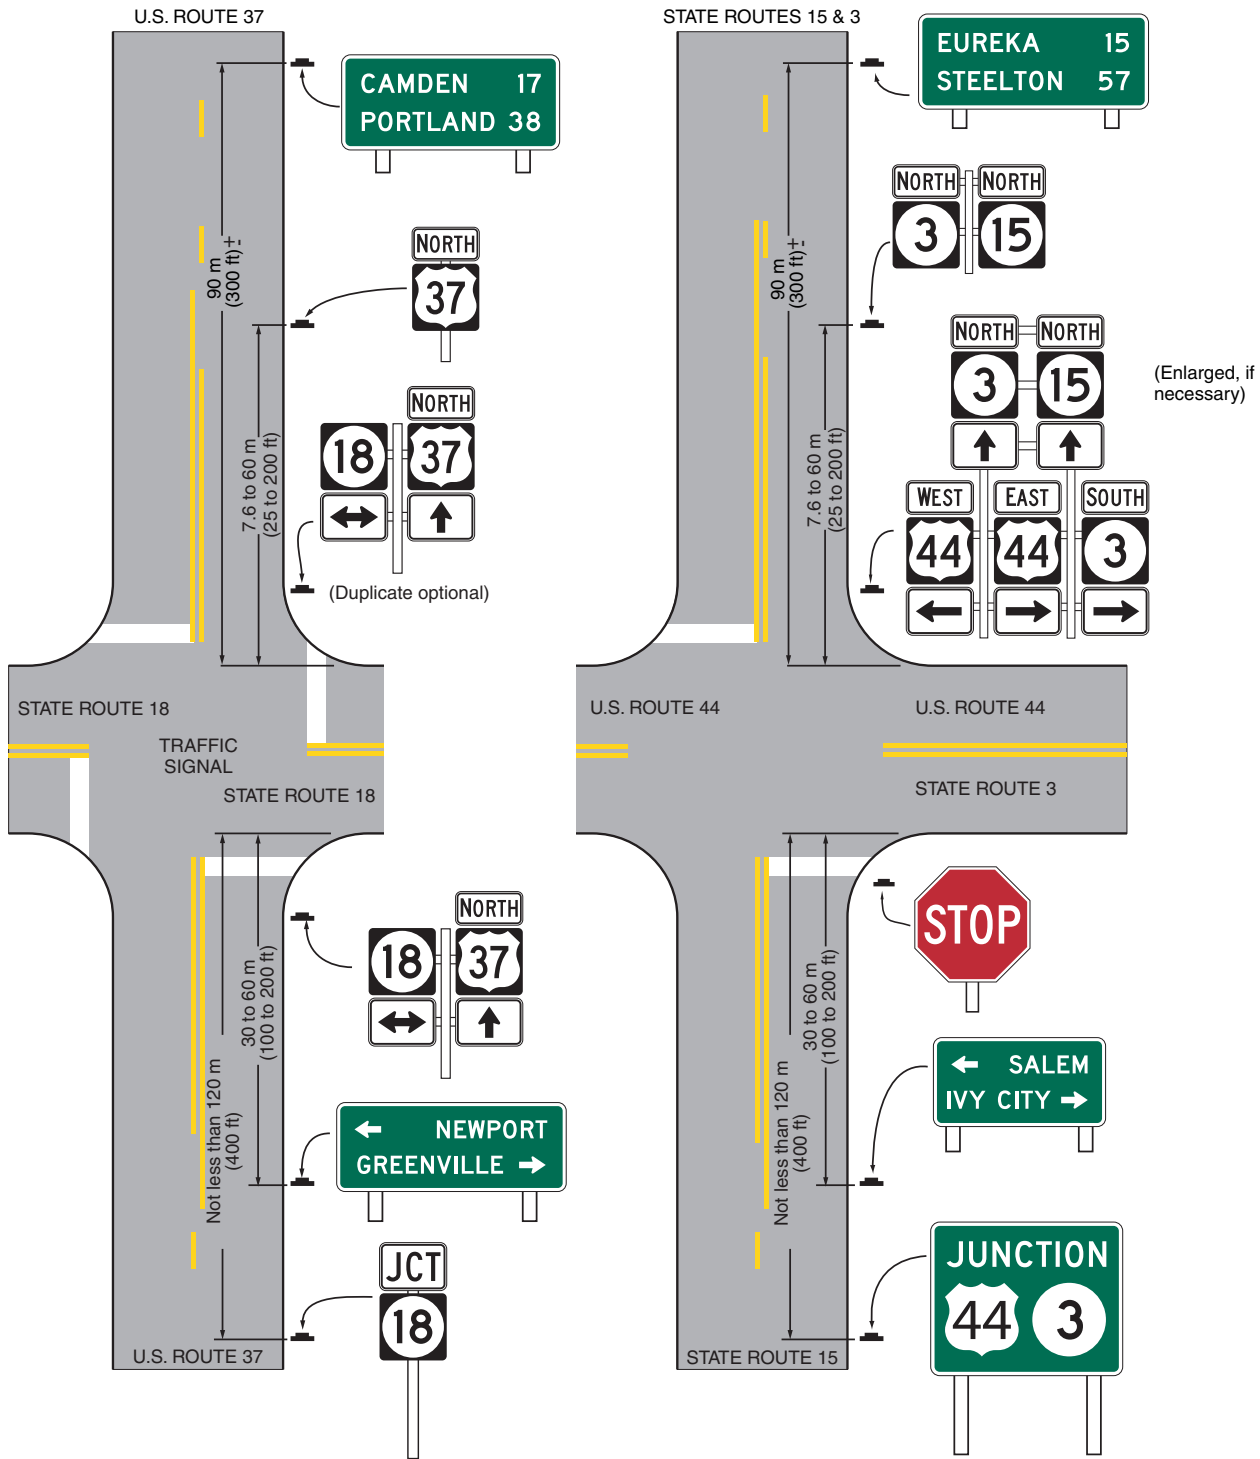 U.S. ROUTE 37
CAMDEN 17
PORTLAND 38
90 m
(300 ft)±
NORTH
37
7.6 to 60 m
(25 to 200 ft)
NORTH
18 37
(Duplicate optional)
STATE ROUTE 18
TRAFFIC
SIGNAL
STATE ROUTE 18
NORTH
18 37
30 to 60 m
(100 to 200 ft)
Not less than 120 m
(400 ft)
NEWPORT
GREENVILLE
JCT
18
U.S. ROUTE 37
STATE ROUTES 15 & 3
EUREKA 15
STEELTON 57
90 m
(300 ft)±
NORTH NORTH
3 15
7.6 to 60 m
(25 to 200 ft)
NORTH NORTH
3 15
(Enlarged, if
necessary)
WEST EAST SOUTH
44 44 3
U.S. ROUTE 44 U.S. ROUTE 44
STATE ROUTE 3
STOP
30 to 60 m
(100 to 200 ft)
Not less than 120 m
(400 ft)
SALEM
IVY CITY
JUNCTION
44 3
STATE ROUTE 15